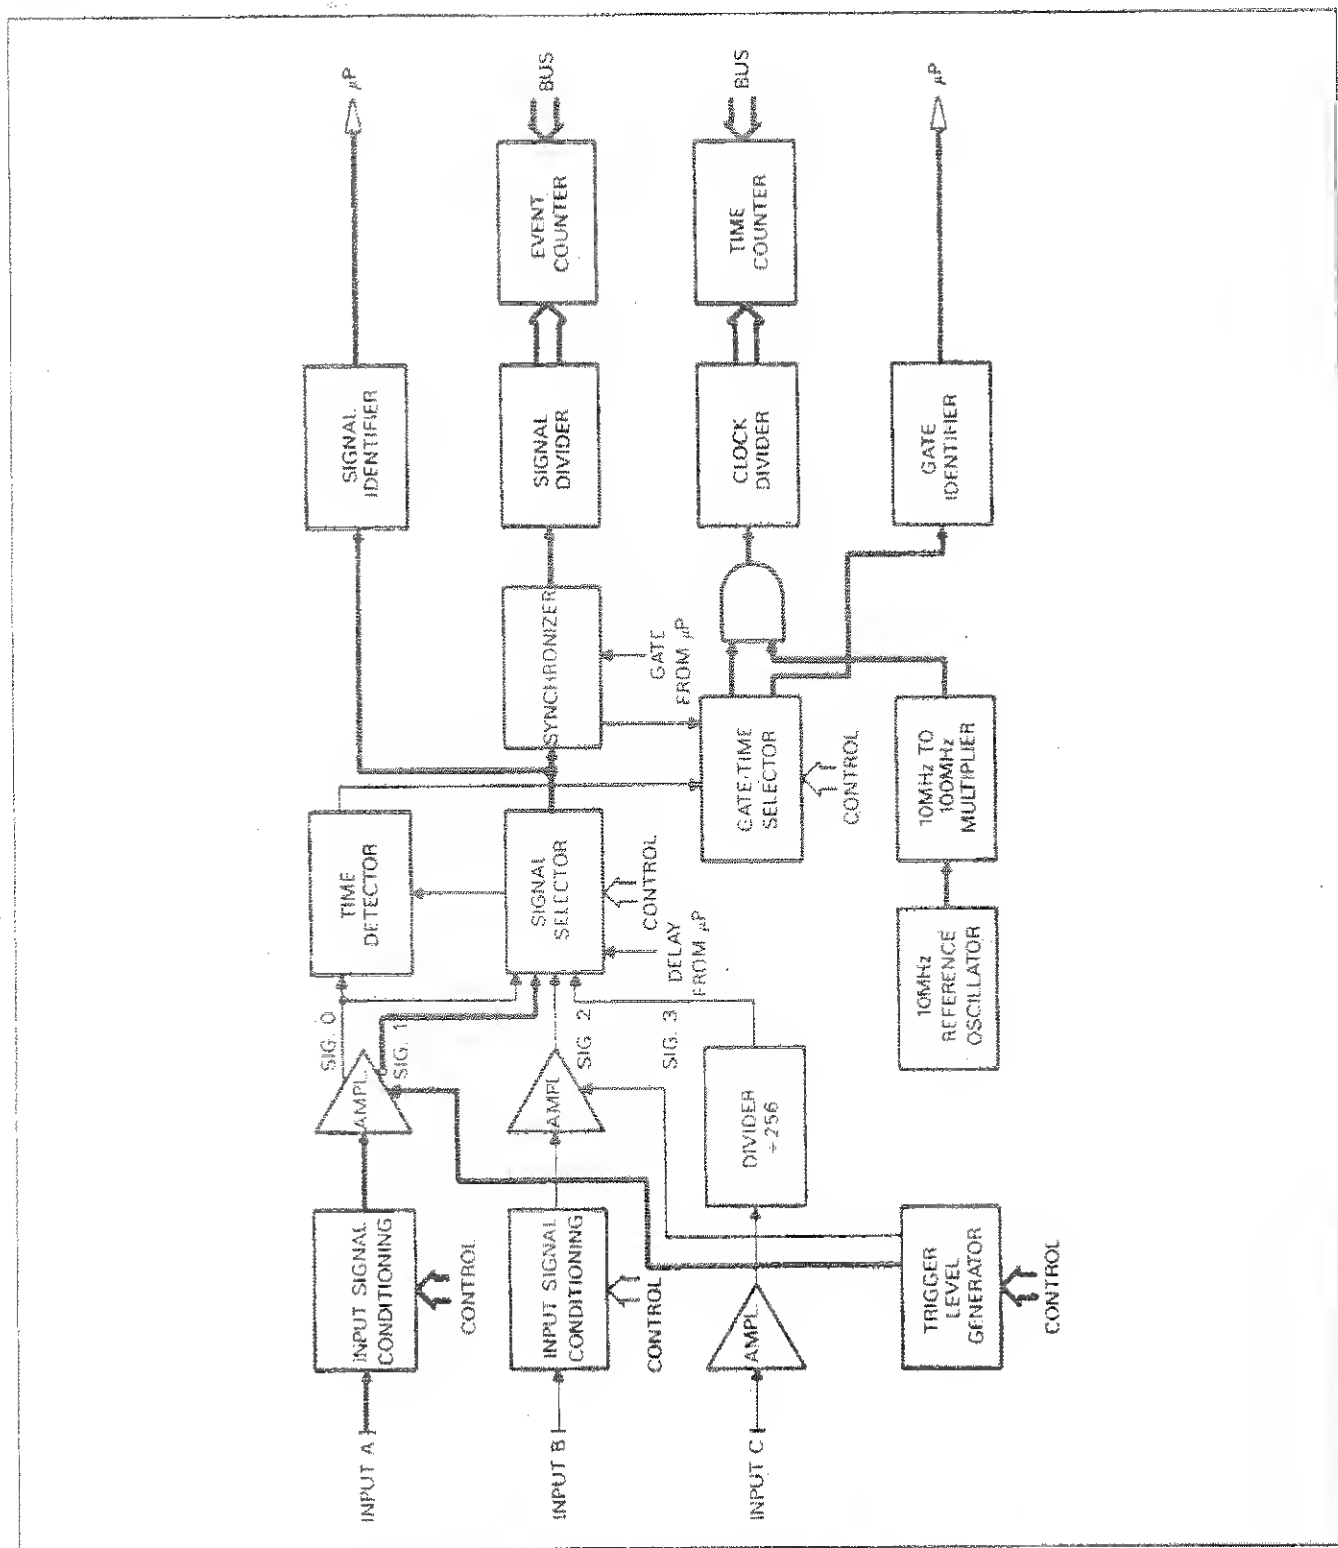 INPUT A
INPUT SIGNAL
CONDITIONING
CONTROL
AMPL.
SIG. 0
SIG. 1
TIME
DETECTOR
SIGNAL
IDENTIFIER
μP
INPUT B
INPUT SIGNAL
CONDITIONING
CONTROL
AMPL.
SIG. 2
SIG. 3
SIGNAL
SELECTOR
CONTROL
DELAY
FROM μP
SYNCHRONIZER
GATE
FROM μP
SIGNAL
DIVIDER
EVENT
COUNTER
BUS
INPUT C
AMPL.
DIVIDER
÷256
GATE-TIME
SELECTOR
CONTROL
CLOCK
DIVIDER
TIME
COUNTER
BUS
TRIGGER
LEVEL
GENERATOR
CONTROL
10MHz
REFERENCE
OSCILLATOR
10MHz TO
100MHz
MULTIPLIER
GATE
IDENTIFIER
μP